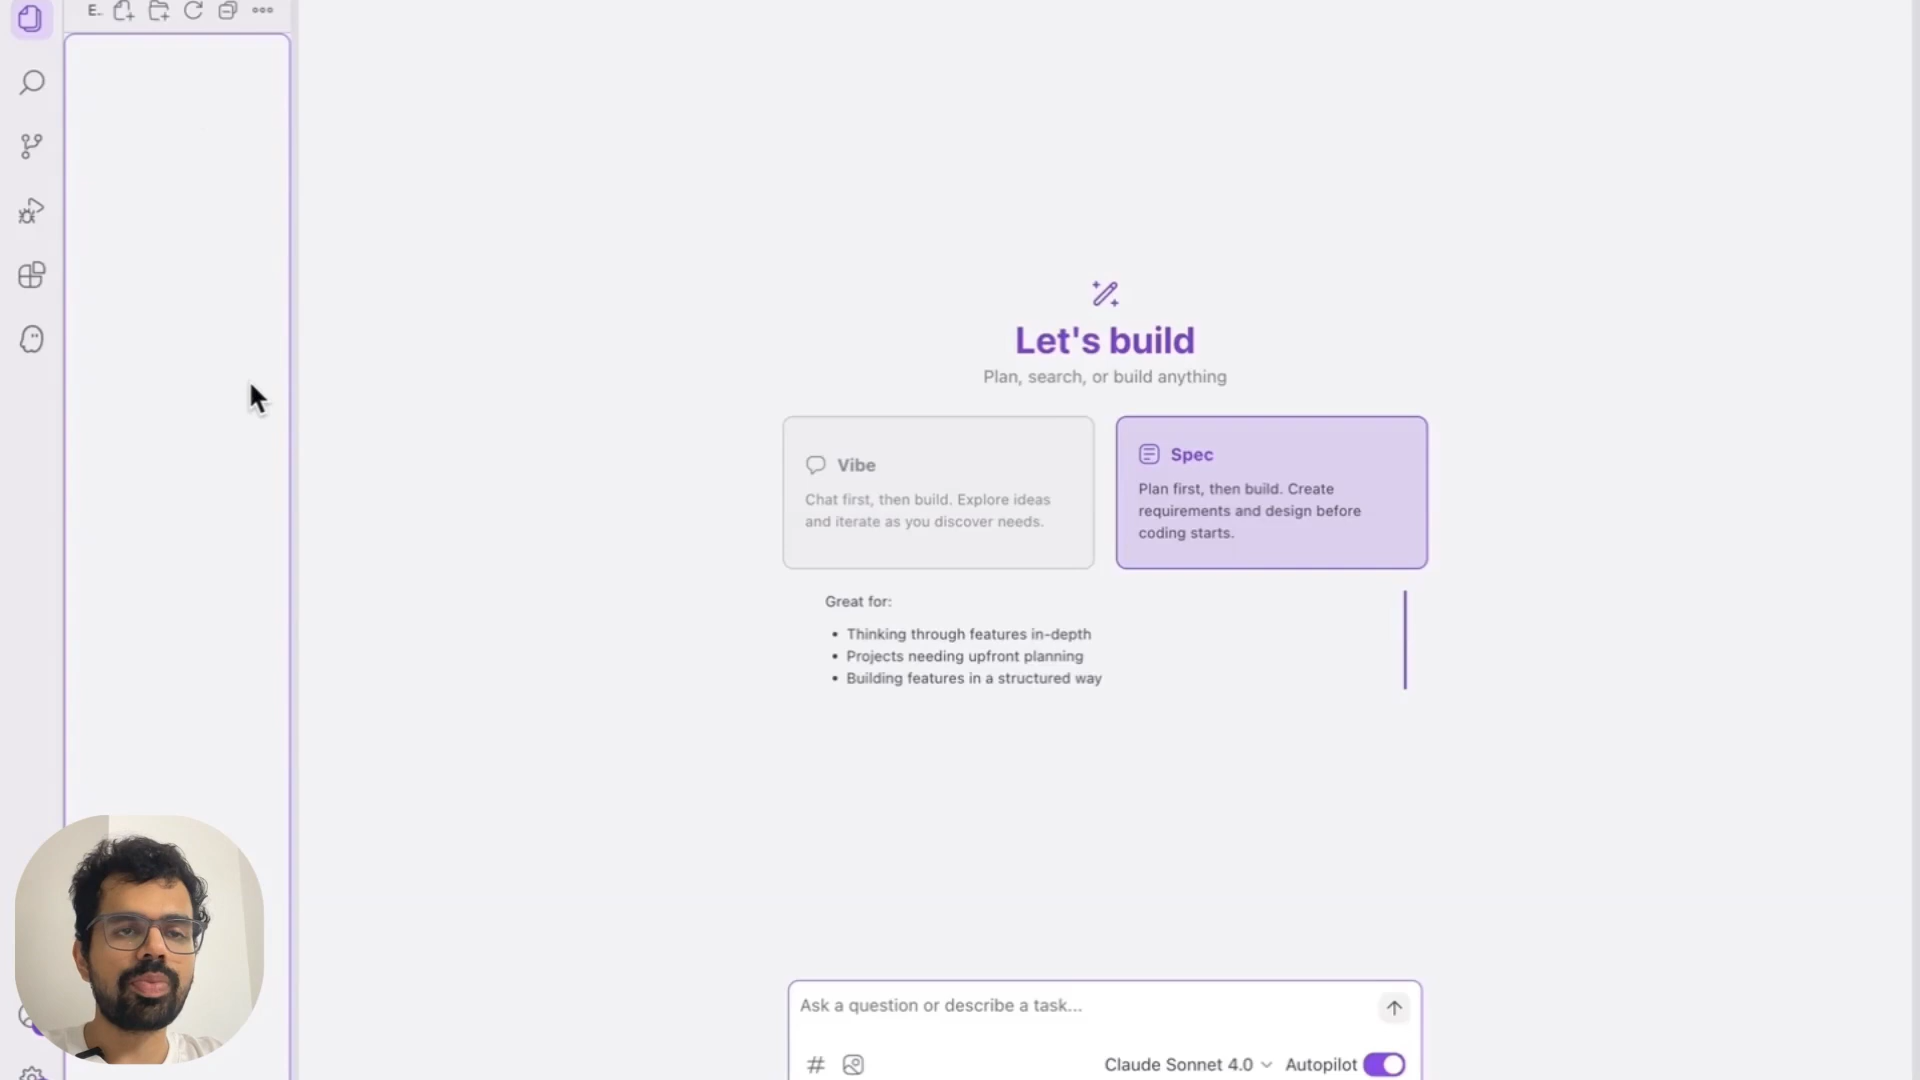 E..
Let's build
Plan, search, or build anything
Vibe
Chat first, then build. Explore ideas
and iterate as you discover needs.
Spec
Plan first, then build. Create
requirements and design before
coding starts.
Great for:
• Thinking through features in-depth
• Projects needing upfront planning
• Building features in a structured way
Ask a question or describe a task...
Claude Sonnet 4.0
Autopilot